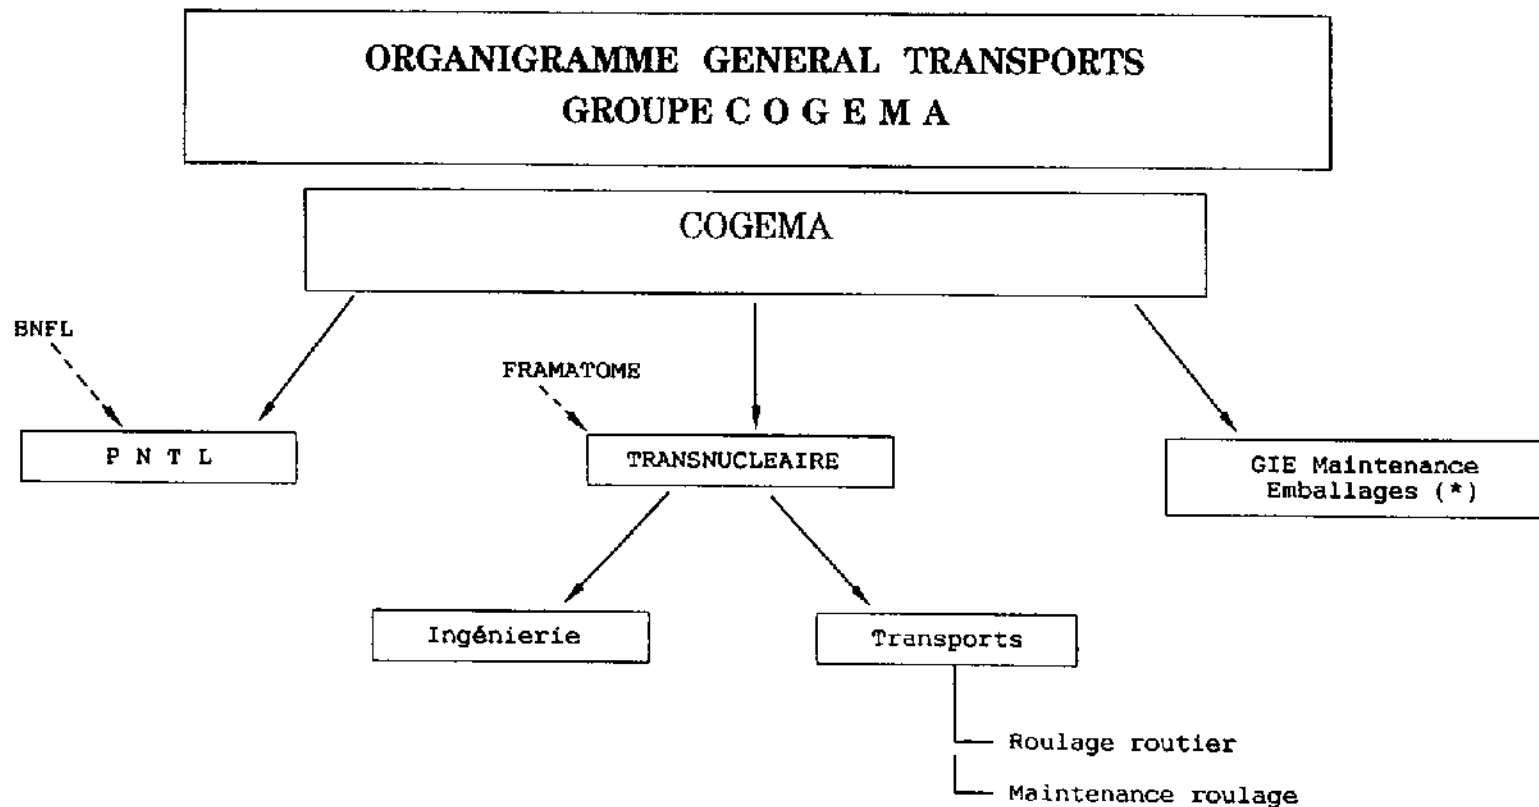 ORGANIGRAMME GENERAL TRANSPORTS
GROUPE C O G E M A
COGEMA
BNFL
FRAMATOME
P N T L
TRANSNUCLEAIRE
GIE Maintenance
Emballages (*)
Ingénierie
Transports
Roulage routier
Maintenance roulage